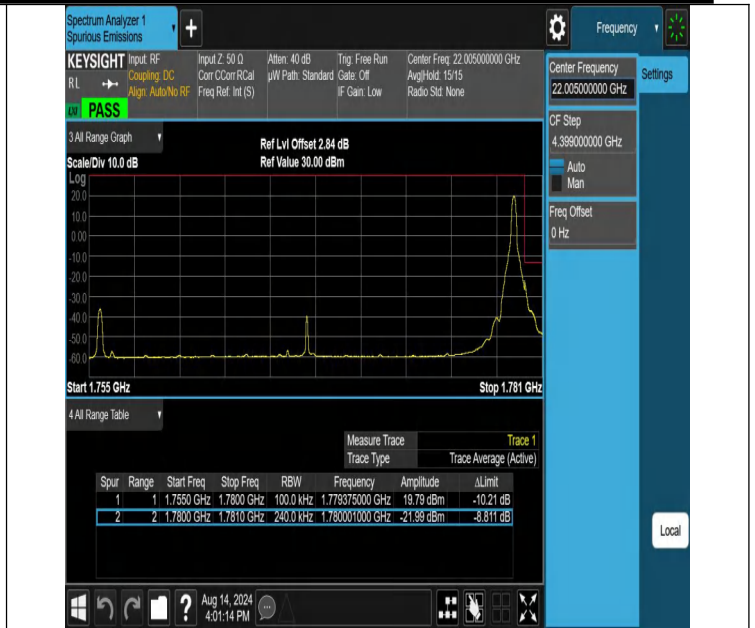 Spectrum Analyzer 1
Spurious Emissions
+
Frequency
KEYSIGHT
RL
Input: RF
Coupling: DC
Align: Auto/No RF
Input Z: 50 Ω
Corr CCorr RCal
Freq Ref: Int (S)
Atten: 40 dB
µW Path: Standard
Trig: Free Run
Gate: Off
IF Gain: Low
Center Freq: 22.005000000 GHz
Avg|Hold: 15/15
Radio Std: None
PASS
Center Frequency
22.005000000 GHz
Settings
CF Step
4.399000000 GHz
Auto
Man
Freq Offset
0 Hz
3 All Range Graph
Scale/Div 10.0 dB
Ref Lvl Offset 2.84 dB
Ref Value 30.00 dBm
Log
20.0
10.0
0.00
-10.0
-20.0
-30.0
-40.0
-50.0
-60.0
Start 1.755 GHz
Stop 1.781 GHz
4 All Range Table
Measure Trace Trace 1
Trace Type Trace Average (Active)
Spur Range Start Freq Stop Freq RBW Frequency Amplitude ΔLimit
1 1 1.7550 GHz 1.7800 GHz 100.0 kHz 1.779375000 GHz 19.79 dBm -10.21 dB
2 2 1.7800 GHz 1.7810 GHz 240.0 kHz 1.780001000 GHz -21.99 dBm -8.811 dB
Local
?
Aug 14, 2024
4:01:14 PM